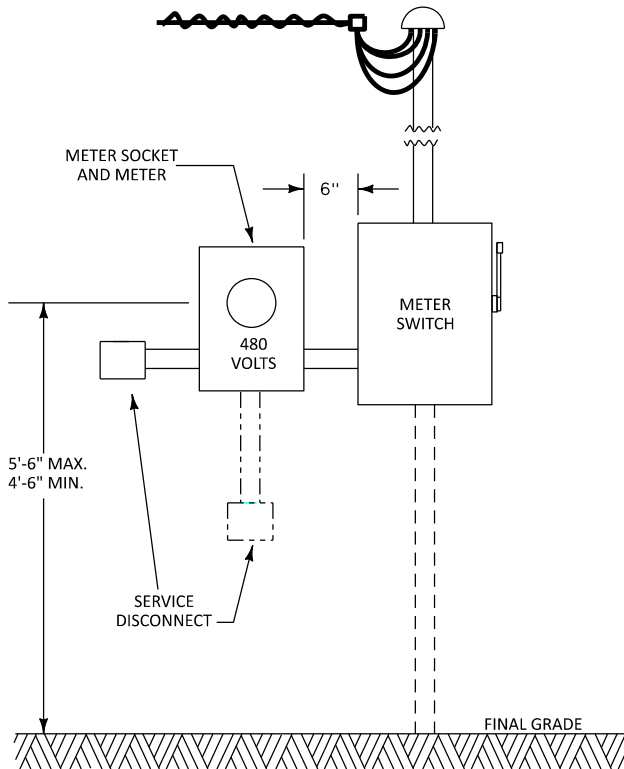 METER SOCKET
AND METER
6"
METER
SWITCH
480
VOLTS
5'-6" MAX.
4'-6" MIN.
SERVICE
DISCONNECT
FINAL GRADE